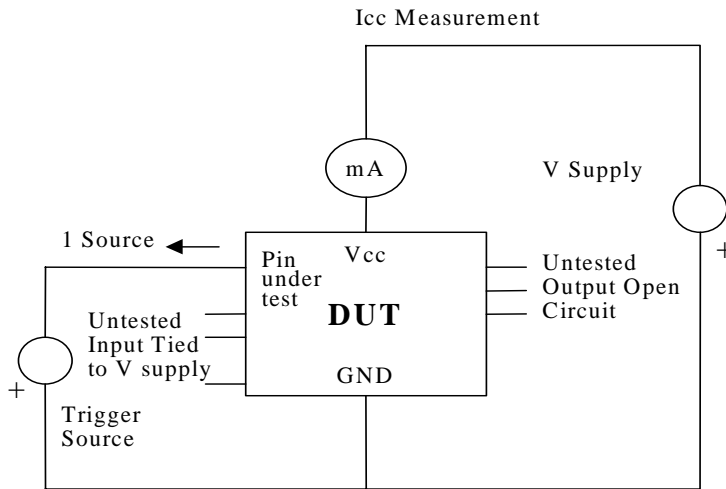 Icc Measurement
mA
V Supply
1 Source
Vcc
Pin
under
test
DUT
GND
Untested
Input Tied
to V supply
Untested
Output Open
Circuit
+
+
Trigger
Source